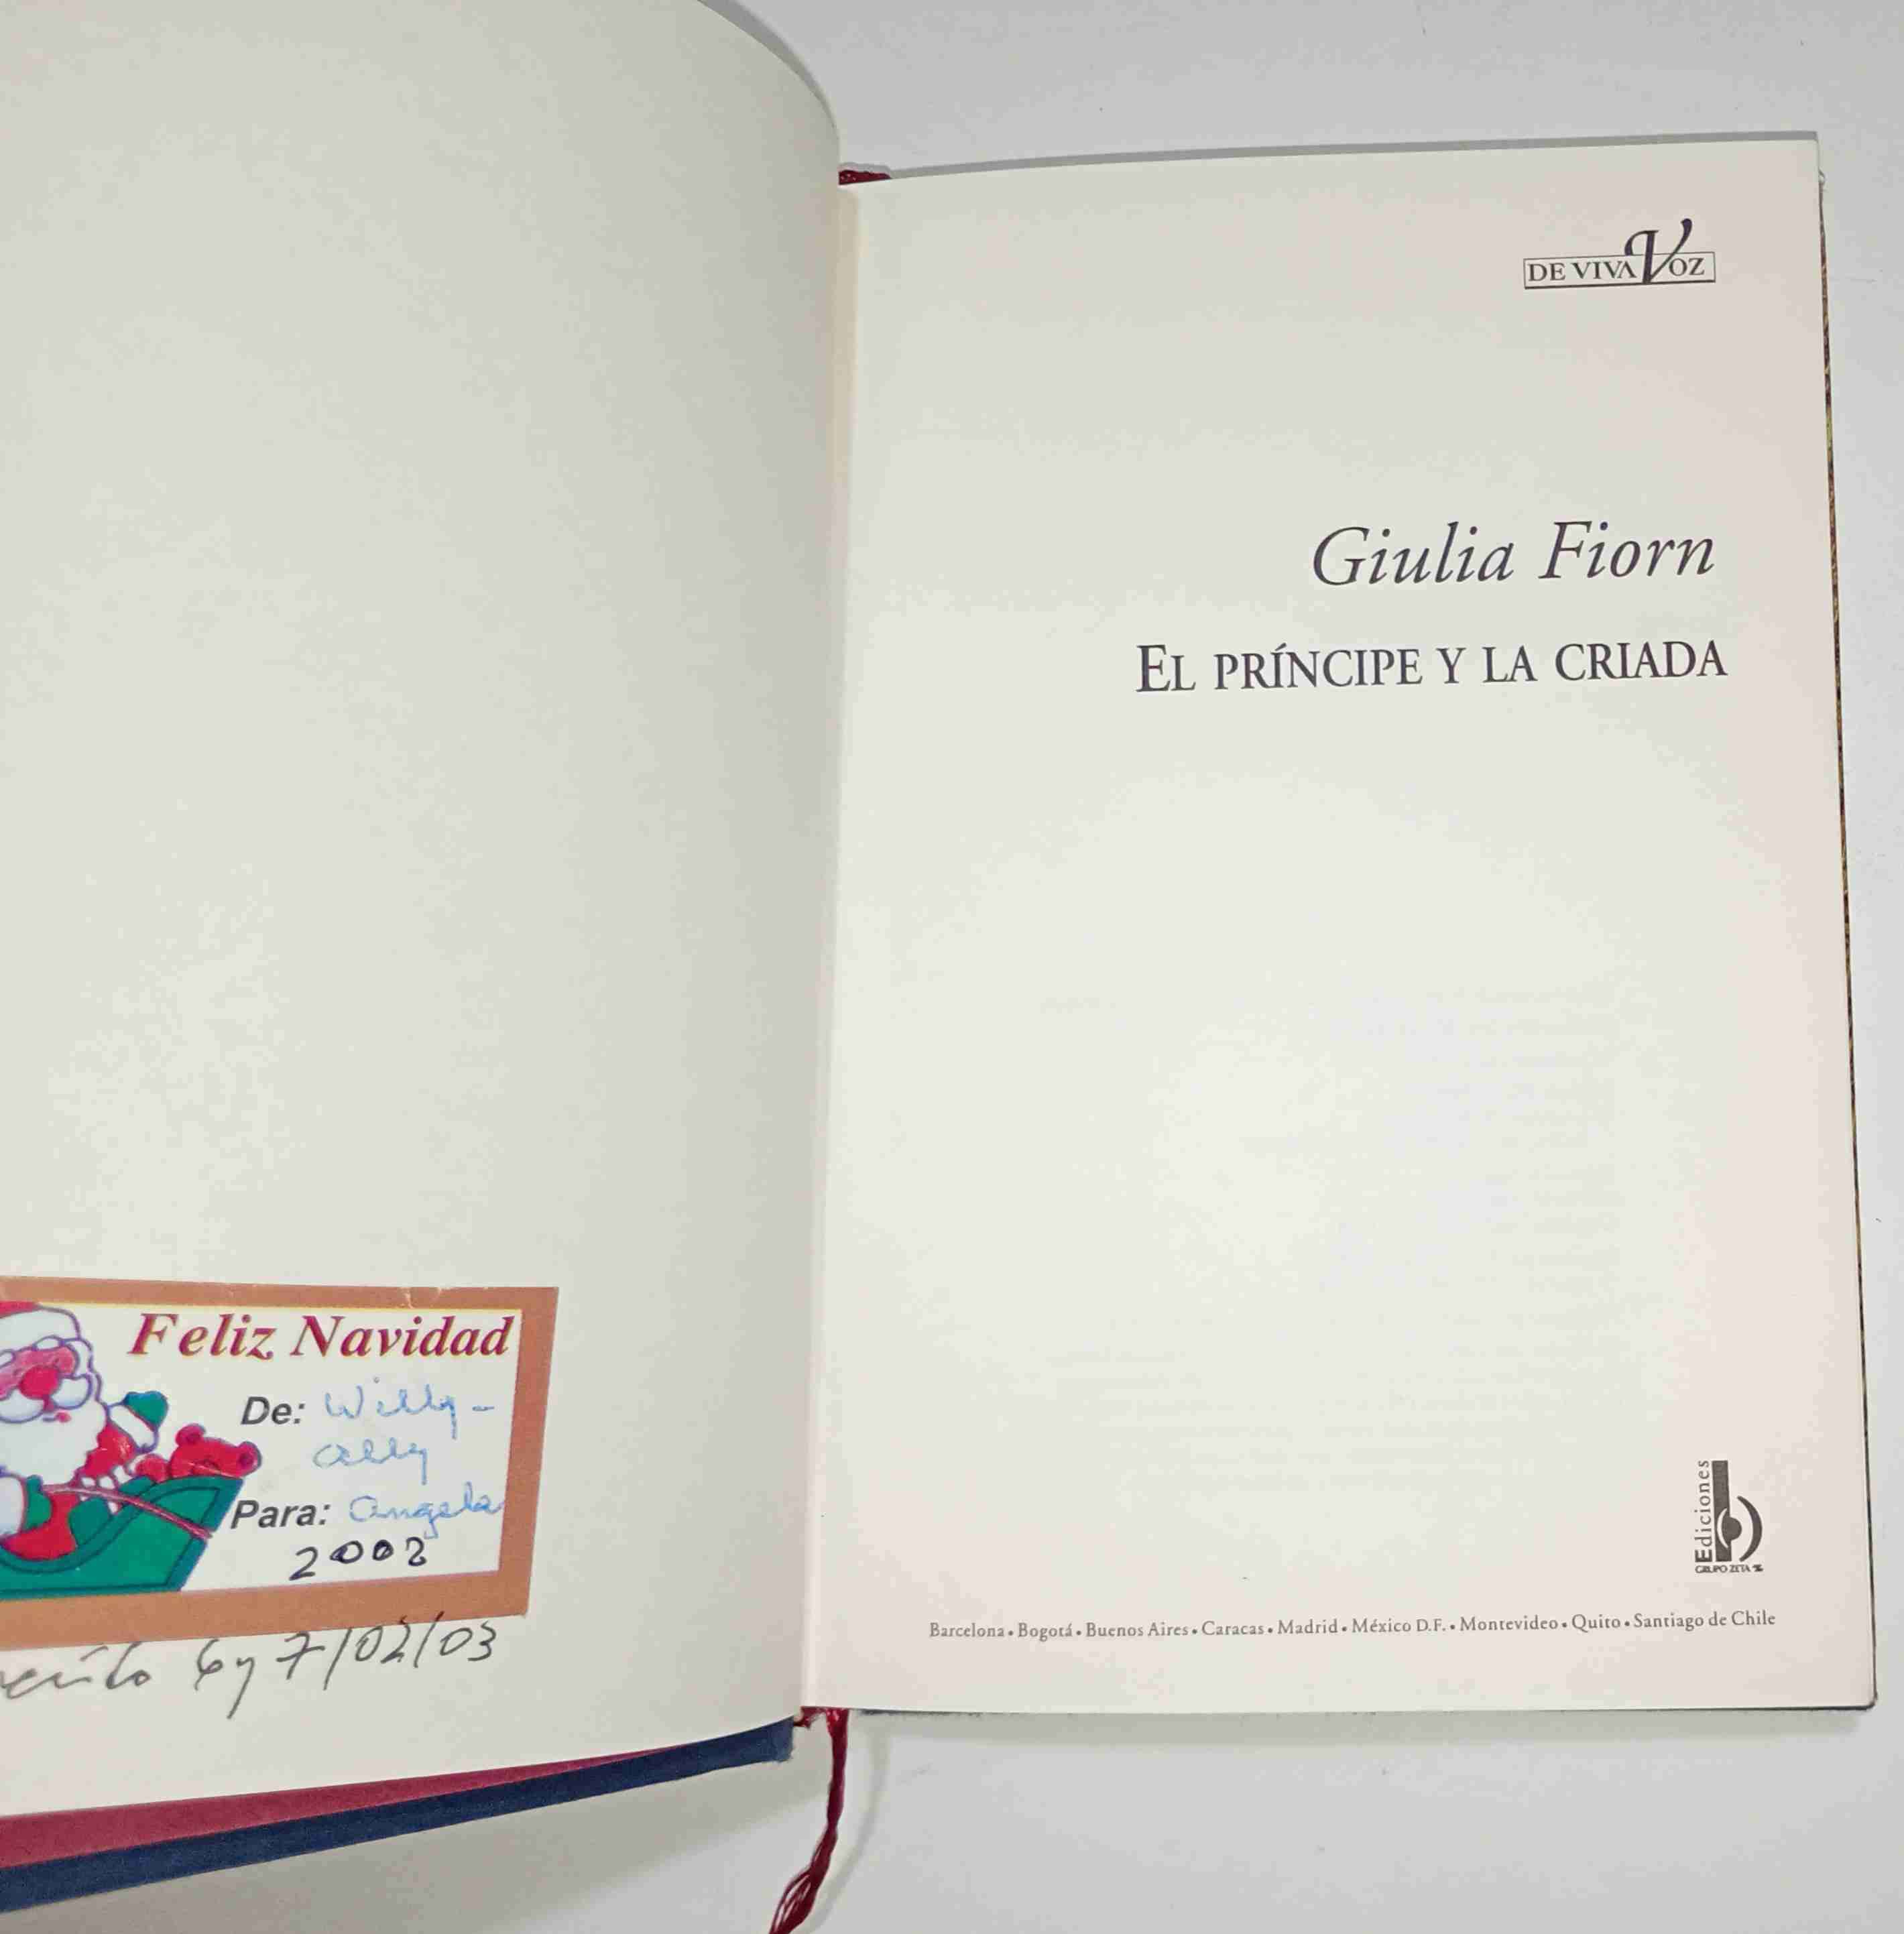 Feliz Navidad
De: Willy -
ally
Para: Angela
2002
6 y 7/02/03
DE VIVA VOZ
Giulia Fiorn
EL PRÍNCIPE Y LA CRIADA
Ediciones b
GRUPO ZETA
Barcelona • Bogotá • Buenos Aires • Caracas • Madrid • México D.F. • Montevideo • Quito • Santiago de Chile